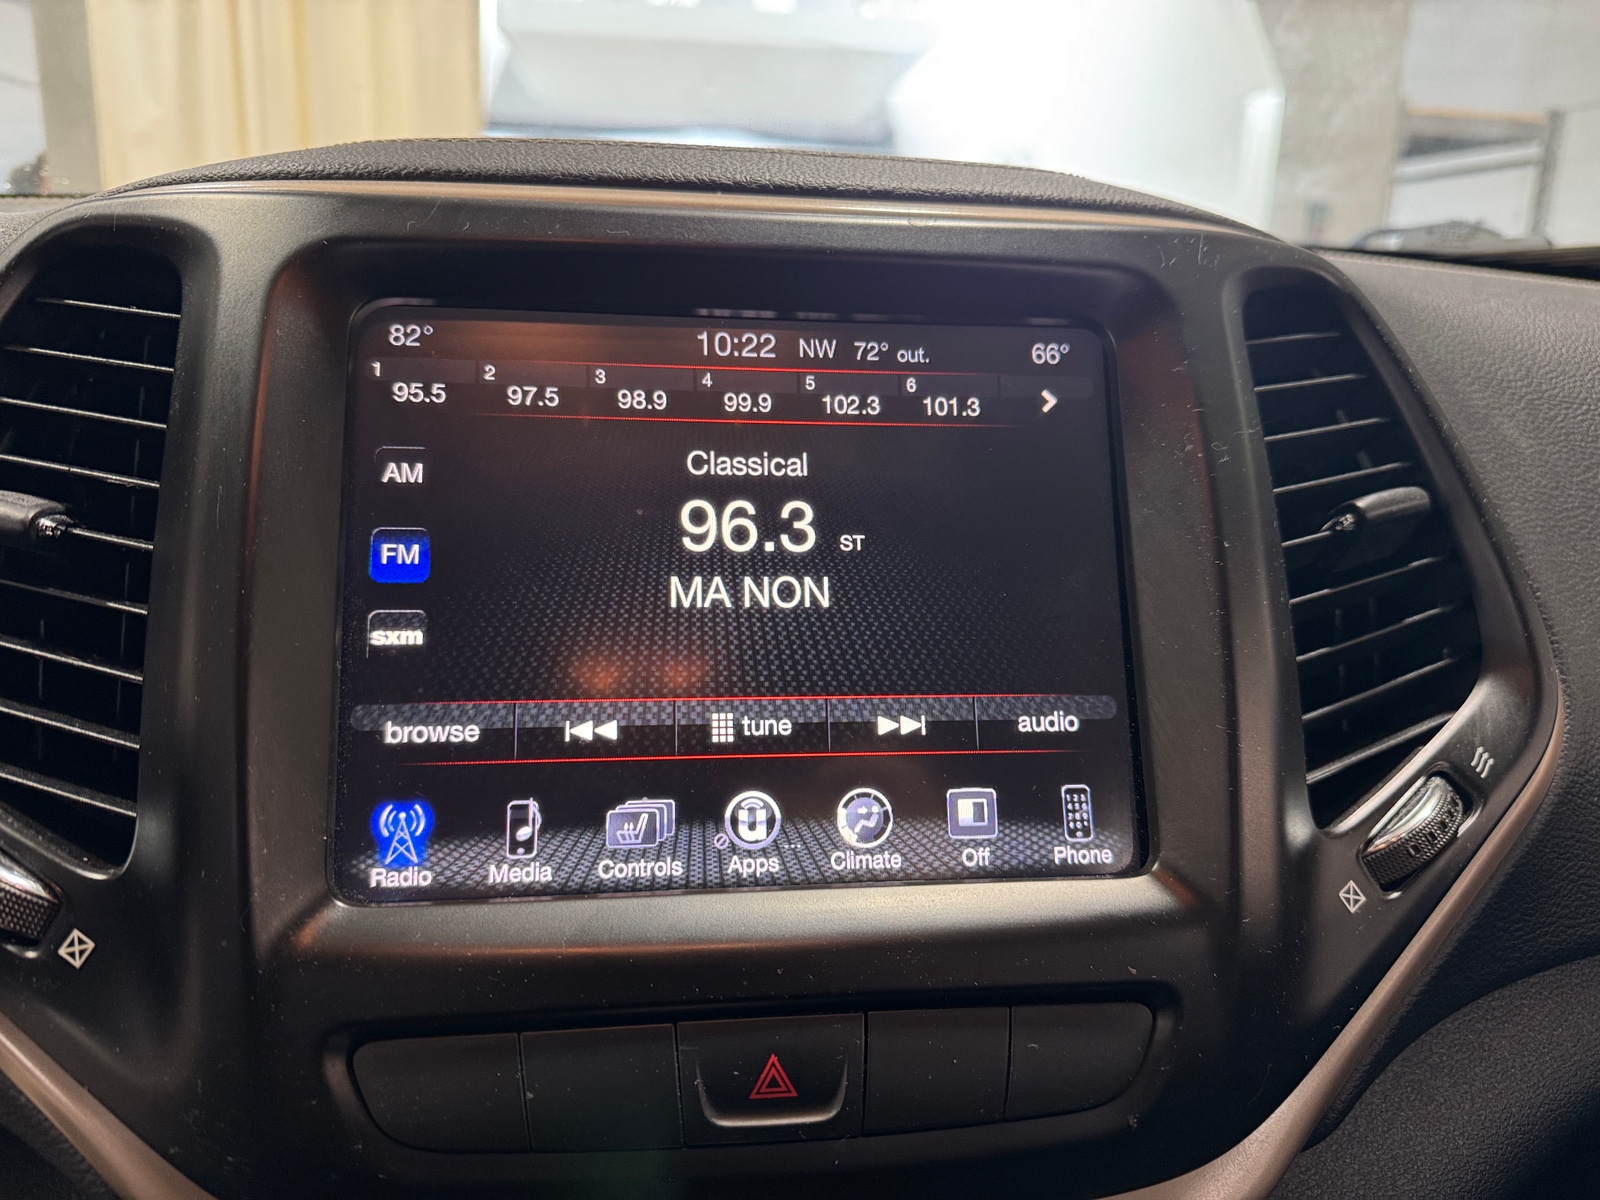 82° 10:22 NW 72° out. 66°
1 95.5 2 97.5 3 98.9 4 99.9 5 102.3 6 101.3
AM
FM
sxm
Classical
96.3 ST
MA NON
browse tune audio
Radio Media Controls Apps ... Climate Off Phone